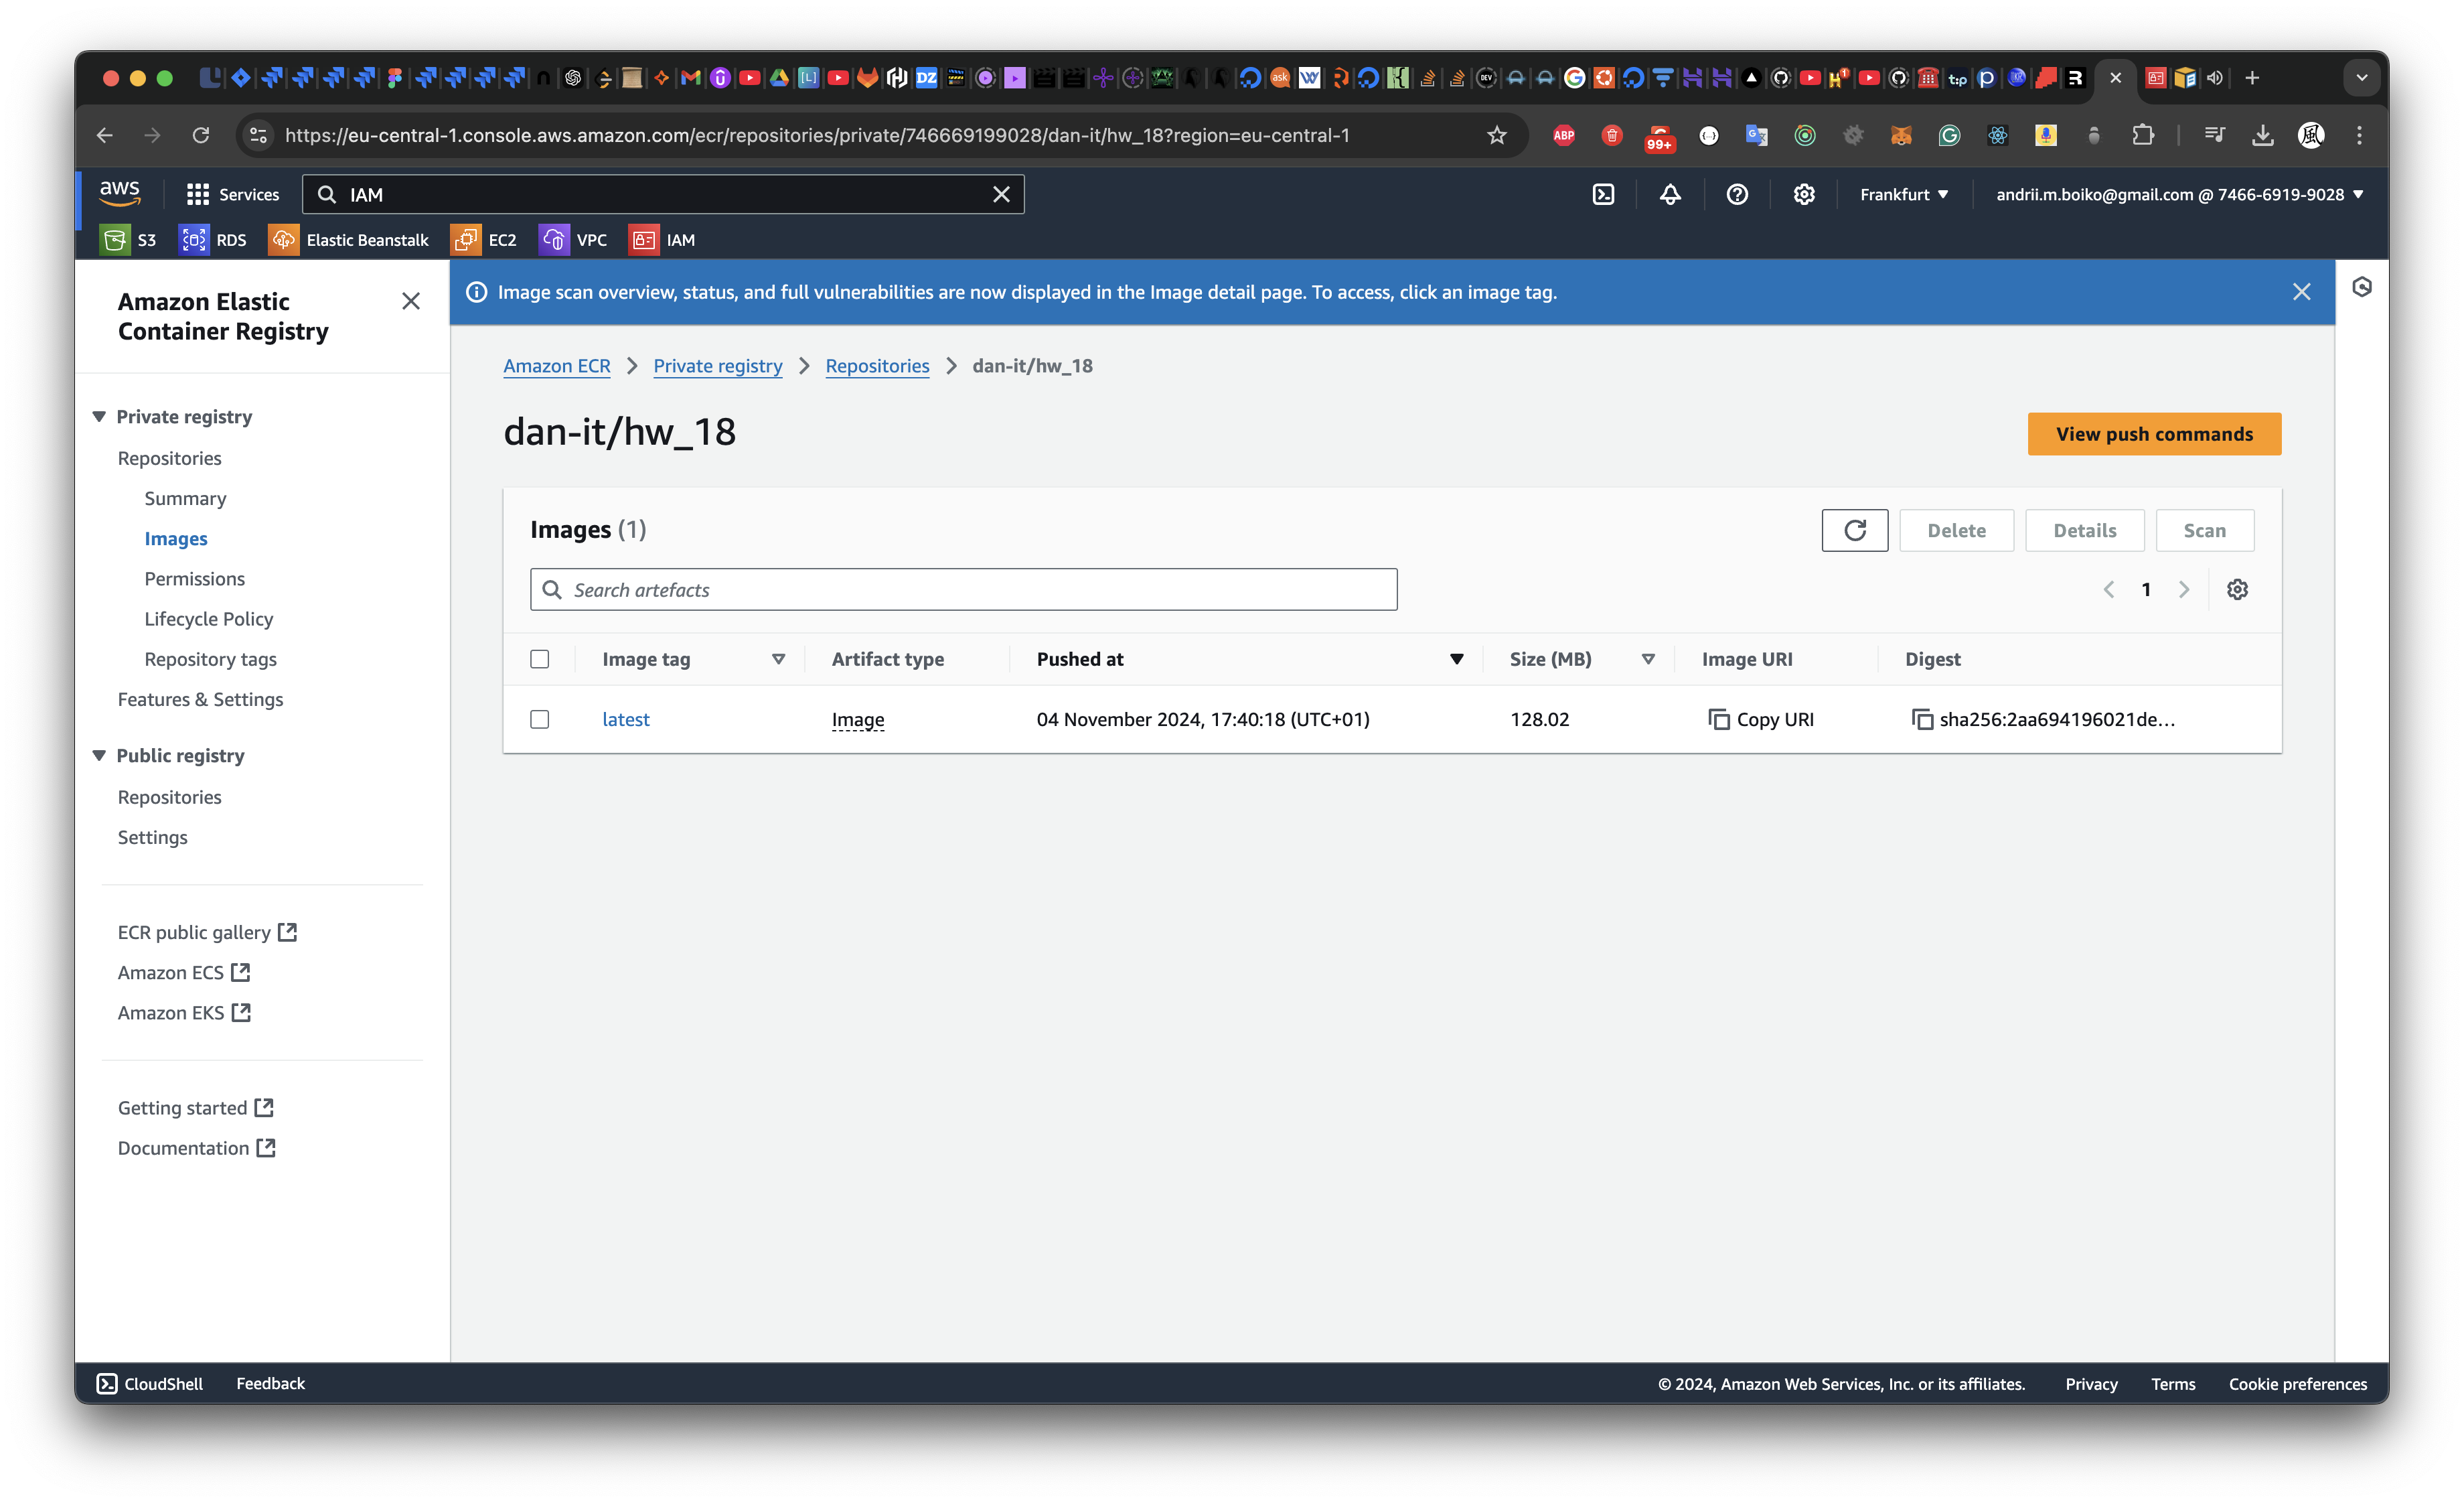 https://eu-central-1.console.aws.amazon.com/ecr/repositories/private/746669199028/dan-it/hw_18?region=eu-central-1
ABP
99+
aws
Services
IAM
Frankfurt
andrii.m.boiko@gmail.com @ 7466-6919-9028
S3
RDS
Elastic Beanstalk
EC2
VPC
IAM
Amazon Elastic
Container Registry
Private registry
Repositories
Summary
Images
Permissions
Lifecycle Policy
Repository tags
Features & Settings
Public registry
Repositories
Settings
ECR public gallery
Amazon ECS
Amazon EKS
Getting started
Documentation
Image scan overview, status, and full vulnerabilities are now displayed in the Image detail page. To access, click an image tag.
Amazon ECR
Private registry
Repositories
dan-it/hw_18
dan-it/hw_18
View push commands
Images (1)
Delete
Details
Scan
Search artefacts
1
Image tag
Artifact type
Pushed at
Size (MB)
Image URI
Digest
latest
Image
04 November 2024, 17:40:18 (UTC+01)
128.02
Copy URI
sha256:2aa694196021de...
CloudShell
Feedback
© 2024, Amazon Web Services, Inc. or its affiliates.
Privacy
Terms
Cookie preferences